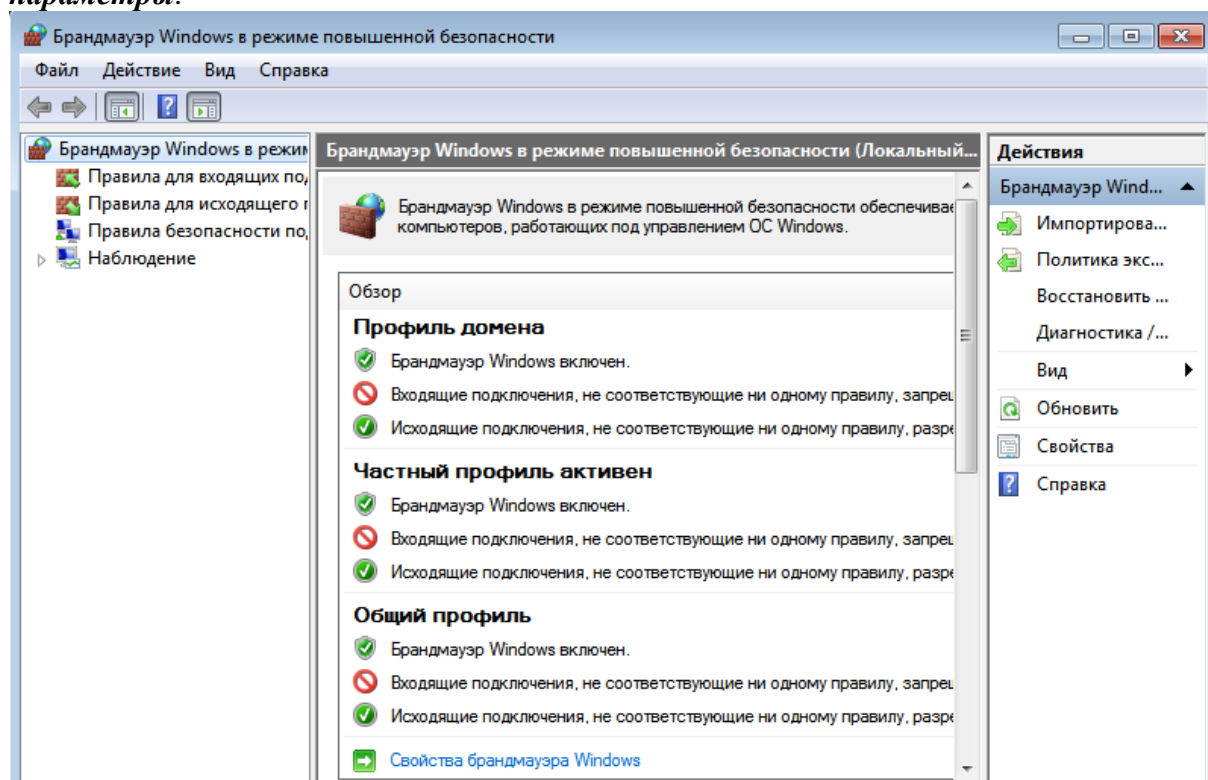 параметры.
Брандмауэр Windows в режиме повышенной безопасности
Файл Действие Вид Справка
Брандмауэр Windows в режим
Правила для входящих под
Правила для исходящего п
Правила безопасности по,
Наблюдение
Брандмауэр Windows в режиме повышенной безопасности (Локальный...
Брандмауэр Windows в режиме повышенной безопасности обеспечивае
компьютеров, работающих под управлением ОС Windows.
Обзор
Профиль домена
Брандмауэр Windows включен.
Входящие подключения, не соответствующие ни одному правилу, запрещ
Исходящие подключения, не соответствующие ни одному правилу, разре
Частный профиль активен
Брандмауэр Windows включен.
Входящие подключения, не соответствующие ни одному правилу, запрещ
Исходящие подключения, не соответствующие ни одному правилу, разре
Общий профиль
Брандмауэр Windows включен.
Входящие подключения, не соответствующие ни одному правилу, запрещ
Исходящие подключения, не соответствующие ни одному правилу, разре
Свойства брандмауэра Windows
Действия
Брандмауэр Wind...
Импортирова...
Политика экс...
Восстановить ...
Диагностика /...
Вид
Обновить
Свойства
Справка